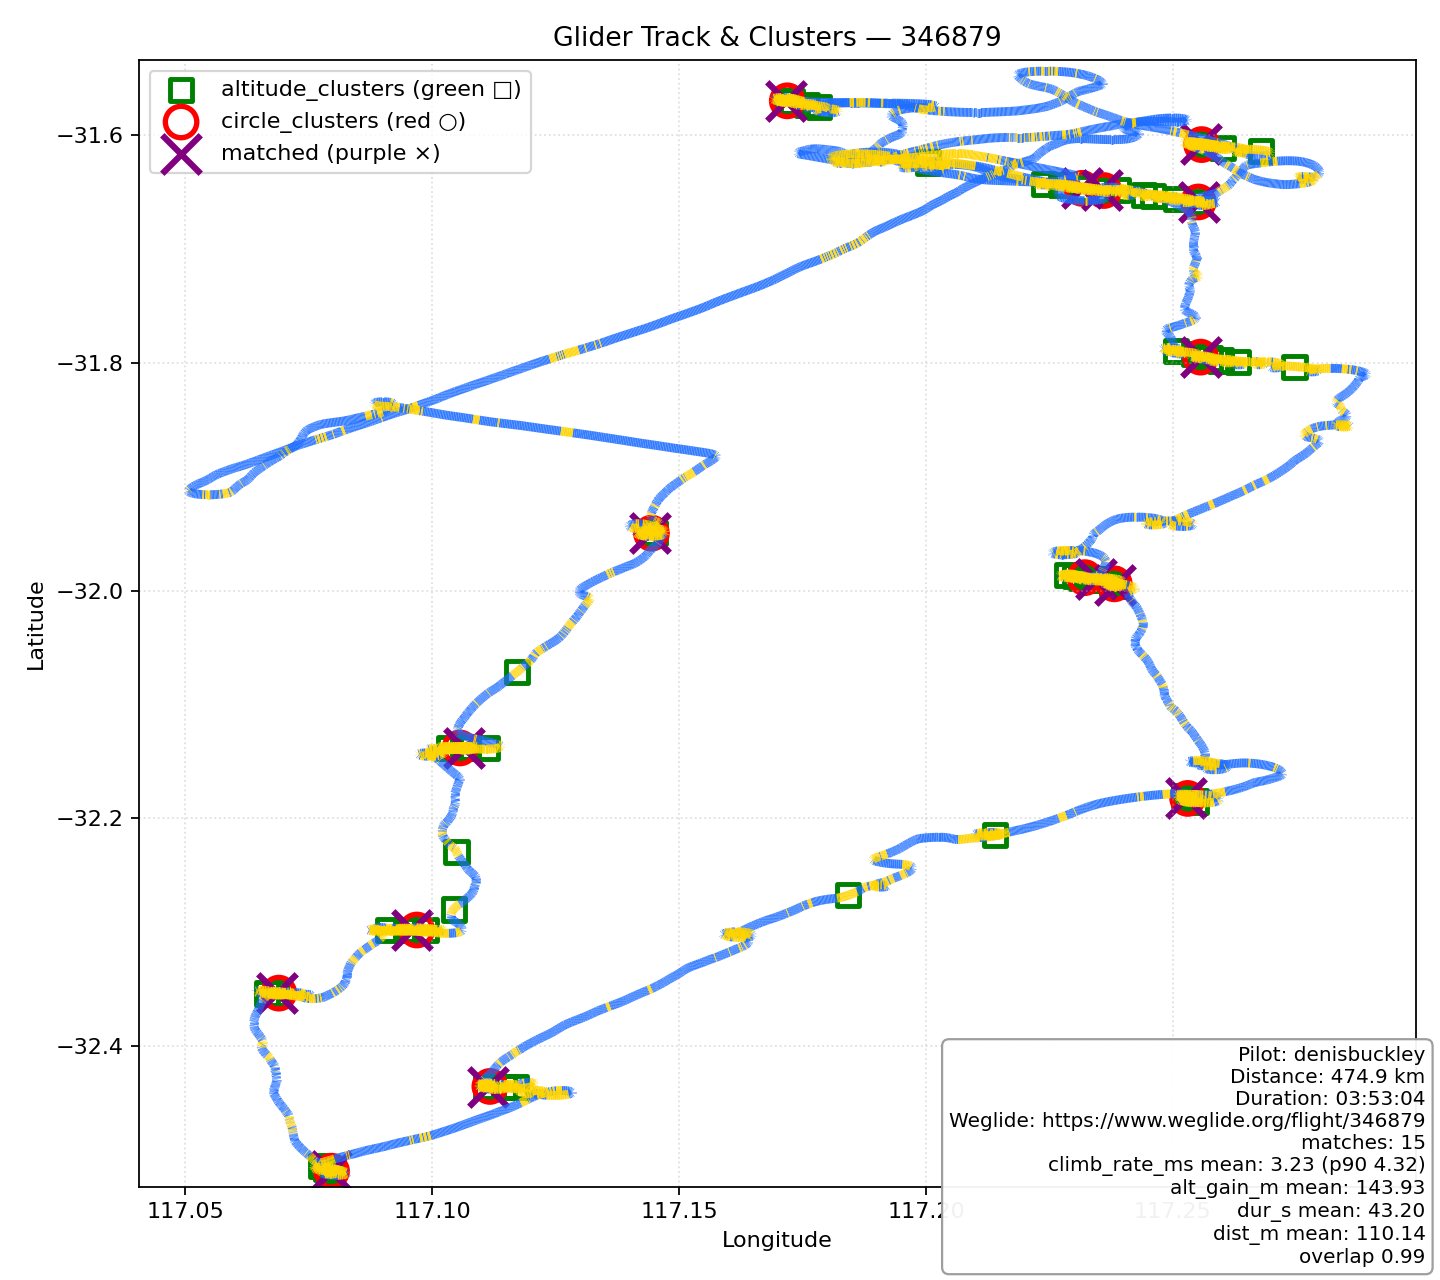 Glider Track & Clusters — 346879
altitude_clusters (green □)
circle_clusters (red ○)
matched (purple ×)
−31.6
−31.8
−32.0
−32.2
−32.4
Latitude
117.05
117.10
117.15
117.20
117.25
Longitude
Pilot: denisbuckley
Distance: 474.9 km
Duration: 03:53:04
Weglide: https://www.weglide.org/flight/346879
matches: 15
climb_rate_ms mean: 3.23 (p90 4.32)
alt_gain_m mean: 143.93
dur_s mean: 43.20
dist_m mean: 110.14
overlap 0.99